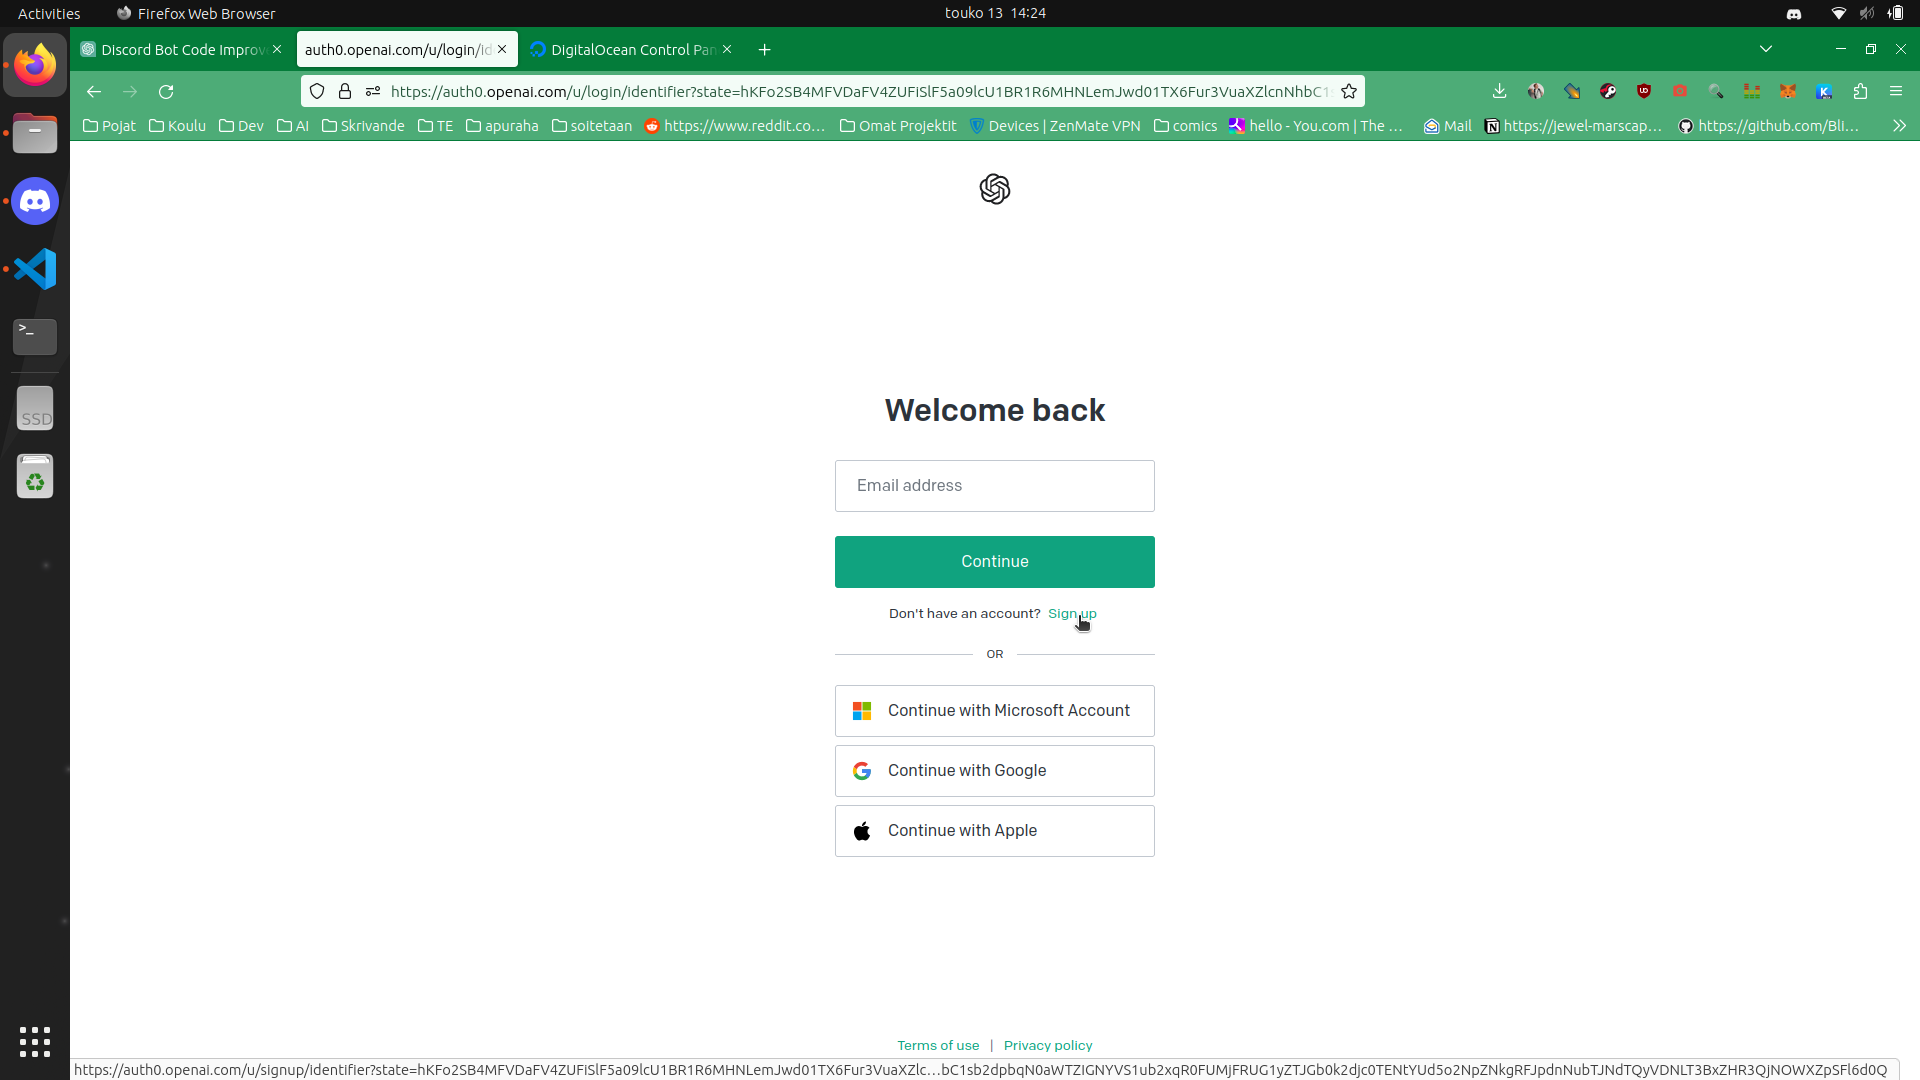 Activities Firefox Web Browser touko 13 14:24
Discord Bot Code Improv auth0.openai.com/u/login/id DigitalOcean Control Pan
https://auth0.openai.com/u/login/identifier?state=hKFo2SB4MFVDaFV4ZUFiSlF5a09lcU1BR1R6MHNLemJwd01TX6Fur3VuaXZlcnNhbC1
Pojat Koulu Dev AI Skrivande TE apuraha soitetaan https://www.reddit.co... Omat Projektit Devices | ZenMate VPN comics hello - You.com | The ... Mail https://jewel-marscap... https://github.com/Bli...
Welcome back
Email address
Continue
Don't have an account? Sign up
OR
Continue with Microsoft Account
Continue with Google
Continue with Apple
SSD
Terms of use | Privacy policy
https://auth0.openai.com/u/signup/identifier?state=hKFo2SB4MFVDaFV4ZUFiSlF5a09lcU1BR1R6MHNLemJwd01TX6Fur3VuaXZlc…bC1sb2dpbqN0aWTZIGNYVS1ub2xqR0FUMjFRUG1yZTJGb0k2djc0TENtYUd5o2NpZNkgRFJpdnNubTJNdTQyVDNLT3BxZHR3QJNOWXZpSFl6d0Q